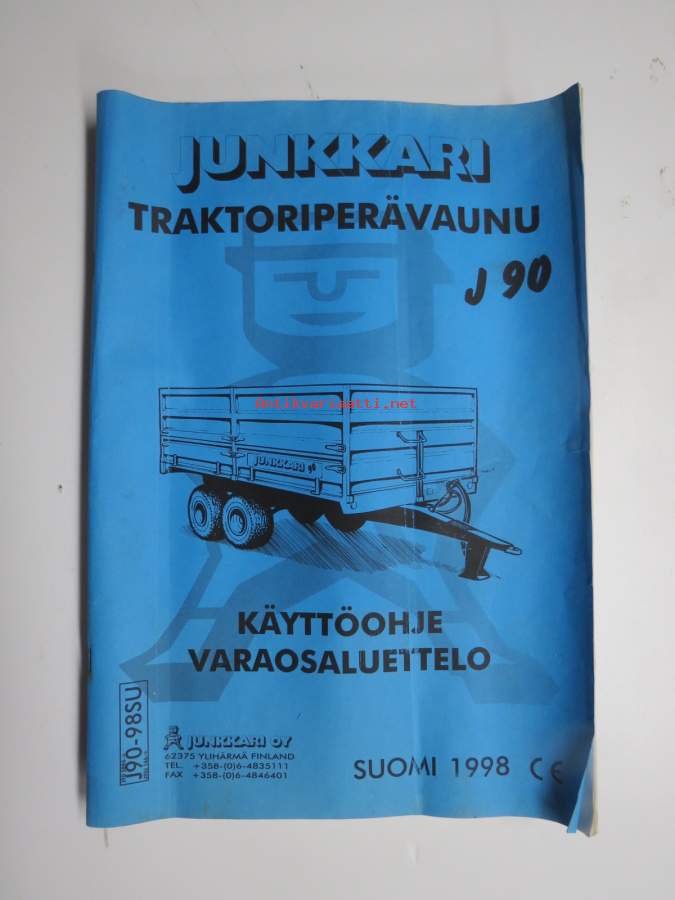 JUNKKARI
TRAKTORIPERÄVAUNU
J 90
antikvariaatti.net
JUNKKARI 90
KÄYTTÖOHJE
VARAOSALUETTELO
J90-98SU
JUNKKARI OY
62375 YLIHÄRMÄ FINLAND
TEL. +358-(0)6-4835111
FAX +358-(0)6-4846401
SUOMI 1998 CE